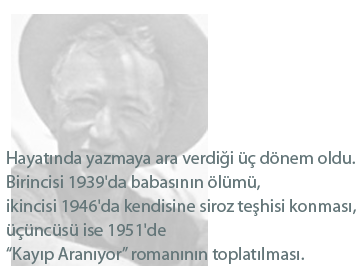 Hayatında yazmaya ara verdiği üç dönem oldu.
Birincisi 1939'da babasının ölümü,
ikincisi 1946'da kendisine siroz teşhisi konması,
üçüncüsü ise 1951'de
“Kayıp Aranıyor” romanının toplatılması.